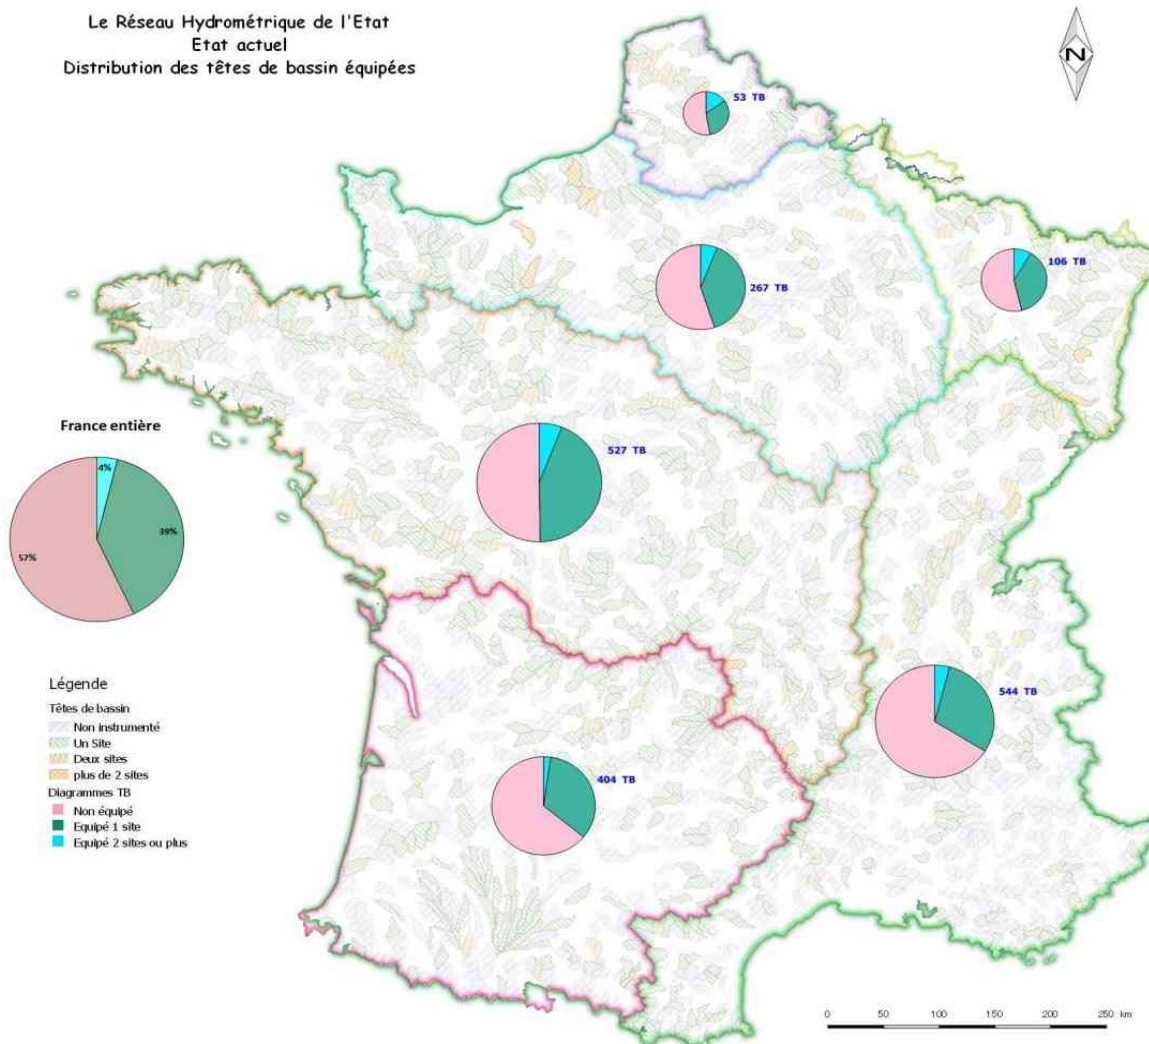 Le Réseau Hydrométrique de l'Etat
Etat actuel
Distribution des têtes de bassin équipées
N
53 TB
106 TB
267 TB
527 TB
France entière
4%
39%
57%
544 TB
404 TB
Légende
Têtes de bassin
Non instrumenté
Un Site
Deux sites
plus de 2 sites
Diagrammes TB
Non équipé
Equipé 1 site
Equipé 2 sites ou plus
0 50 100 150 200 250 km